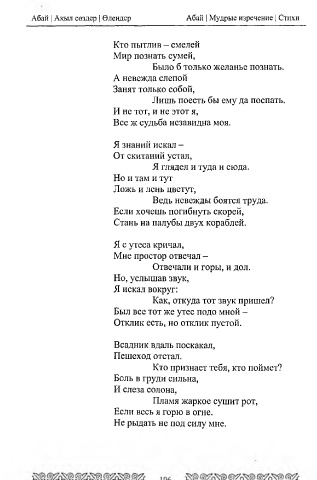 Абай | Ақыл сөздер | Өлеңдер
Абай | Мудрые изречение | Стихи
Кто пытлив – смелей
Мир познать сумей,
Было б только желанье познать.
А невежда слепой
Занят только собой,
Лишь поесть бы ему да поспать.
И не тот, и не этот я,
Все ж судьба незавидна моя.
Я знаний искал –
От скитаний устал,
Я глядел и туда и сюда.
Но и там и тут
Ложь и лень цветут,
Ведь невежды боятся труда.
Если хочешь погибнуть скорей,
Стань на палубы двух кораблей.
Я с утеса кричал,
Мне простор отвечал –
Отвечали и горы, и дол.
Но, услышав звук,
Я искал вокруг:
Как, откуда тот звук пришел?
Был все тот же утес подо мной –
Отклик есть, но отклик пустой.
Всадник вдаль поскакал,
Пешеход отстал.
Кто признает тебя, кто поймет?
Боль в груди сильна,
И слеза солона,
Пламя жаркое сушит рот,
Если весь я горю в огне.
Не рыдать не под силу мне.
106